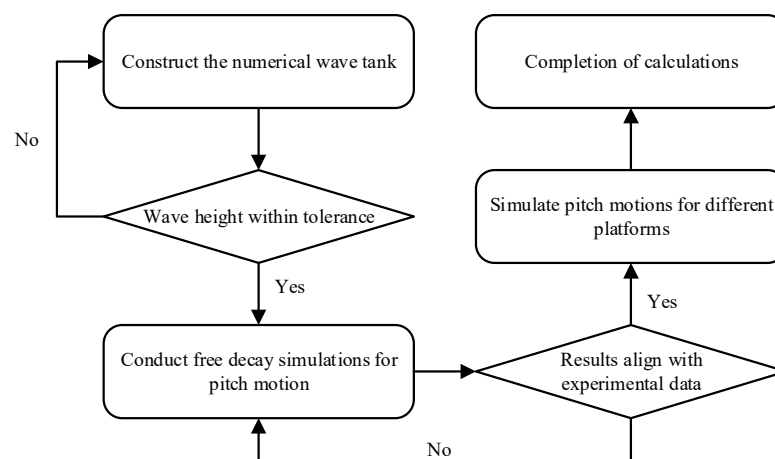 Construct the numerical wave tank
No
Wave height within tolerance
Yes
Conduct free decay simulations for
pitch motion
Completion of calculations
Simulate pitch motions for different
platforms
Yes
Results align with
experimental data
No